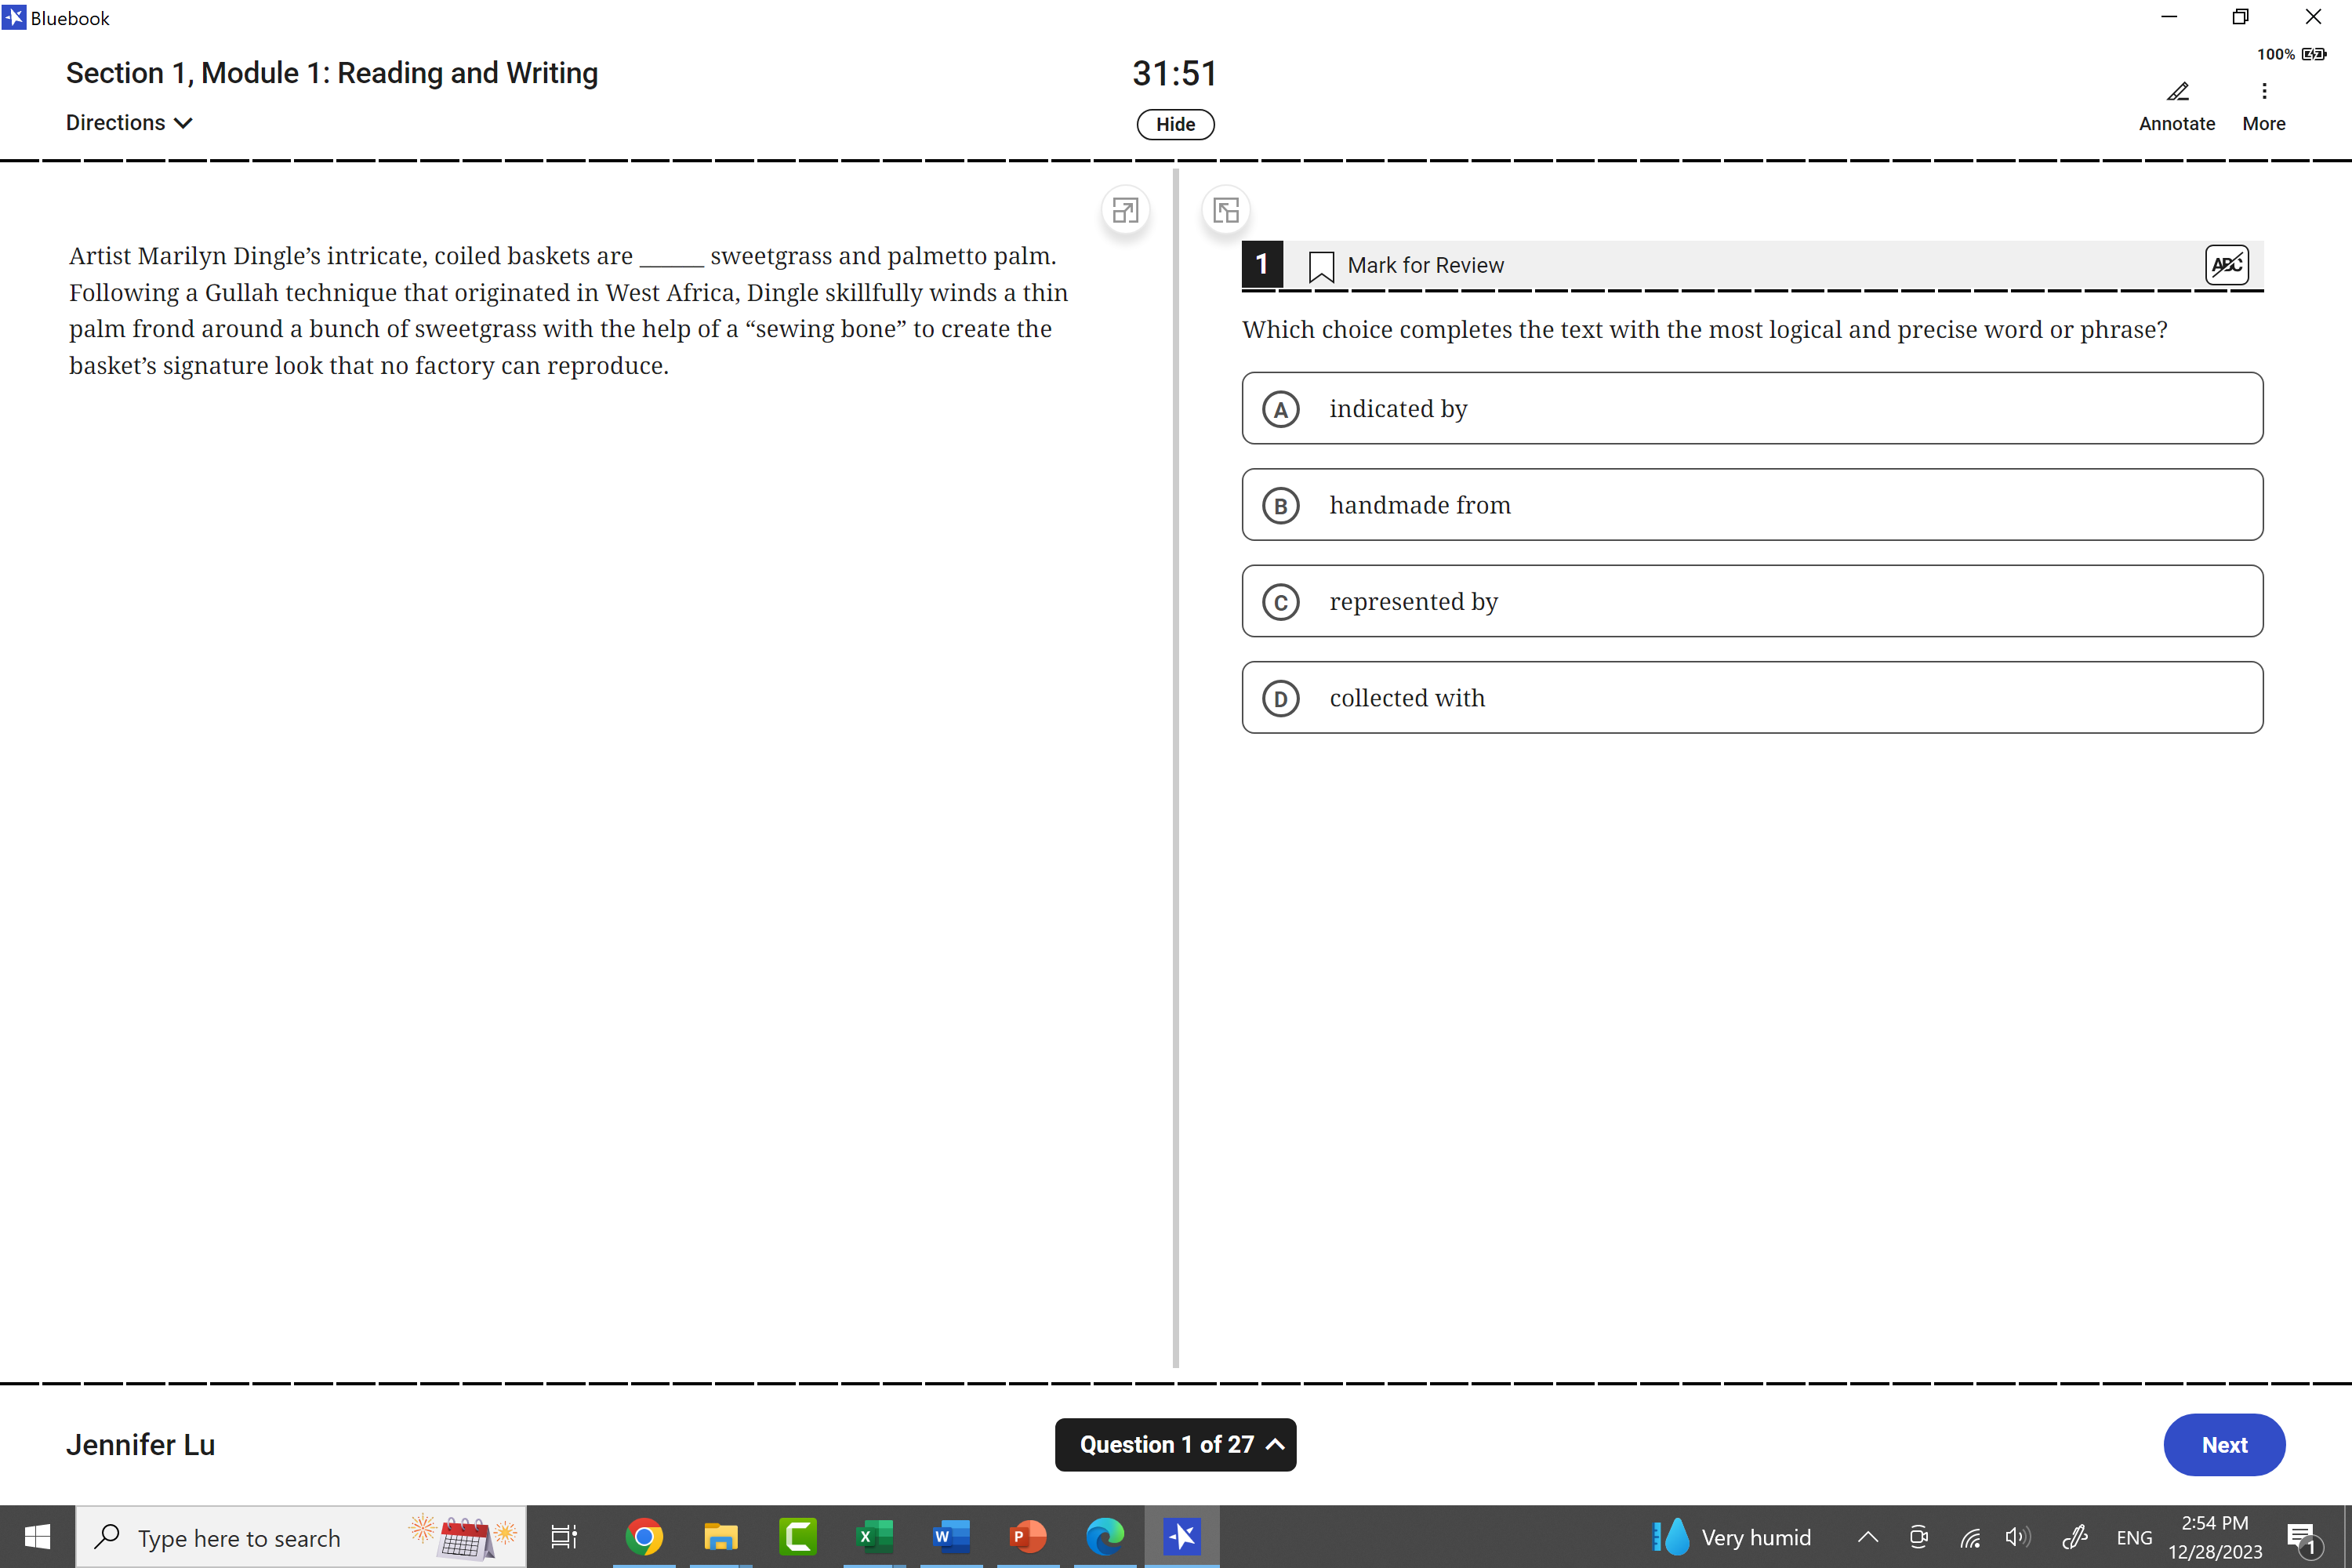 Bluebook
Section 1, Module 1: Reading and Writing
31:51
100%
Directions
Hide
Annotate
More
Artist Marilyn Dingle’s intricate, coiled baskets are ______ sweetgrass and palmetto palm.
Following a Gullah technique that originated in West Africa, Dingle skillfully winds a thin
palm frond around a bunch of sweetgrass with the help of a “sewing bone” to create the
basket’s signature look that no factory can reproduce.
1
Mark for Review
ABC
Which choice completes the text with the most logical and precise word or phrase?
A indicated by
B handmade from
C represented by
D collected with
Jennifer Lu
Question 1 of 27
Next
Type here to search
X
W
P
Very humid
ENG
2:54 PM
12/28/2023
1